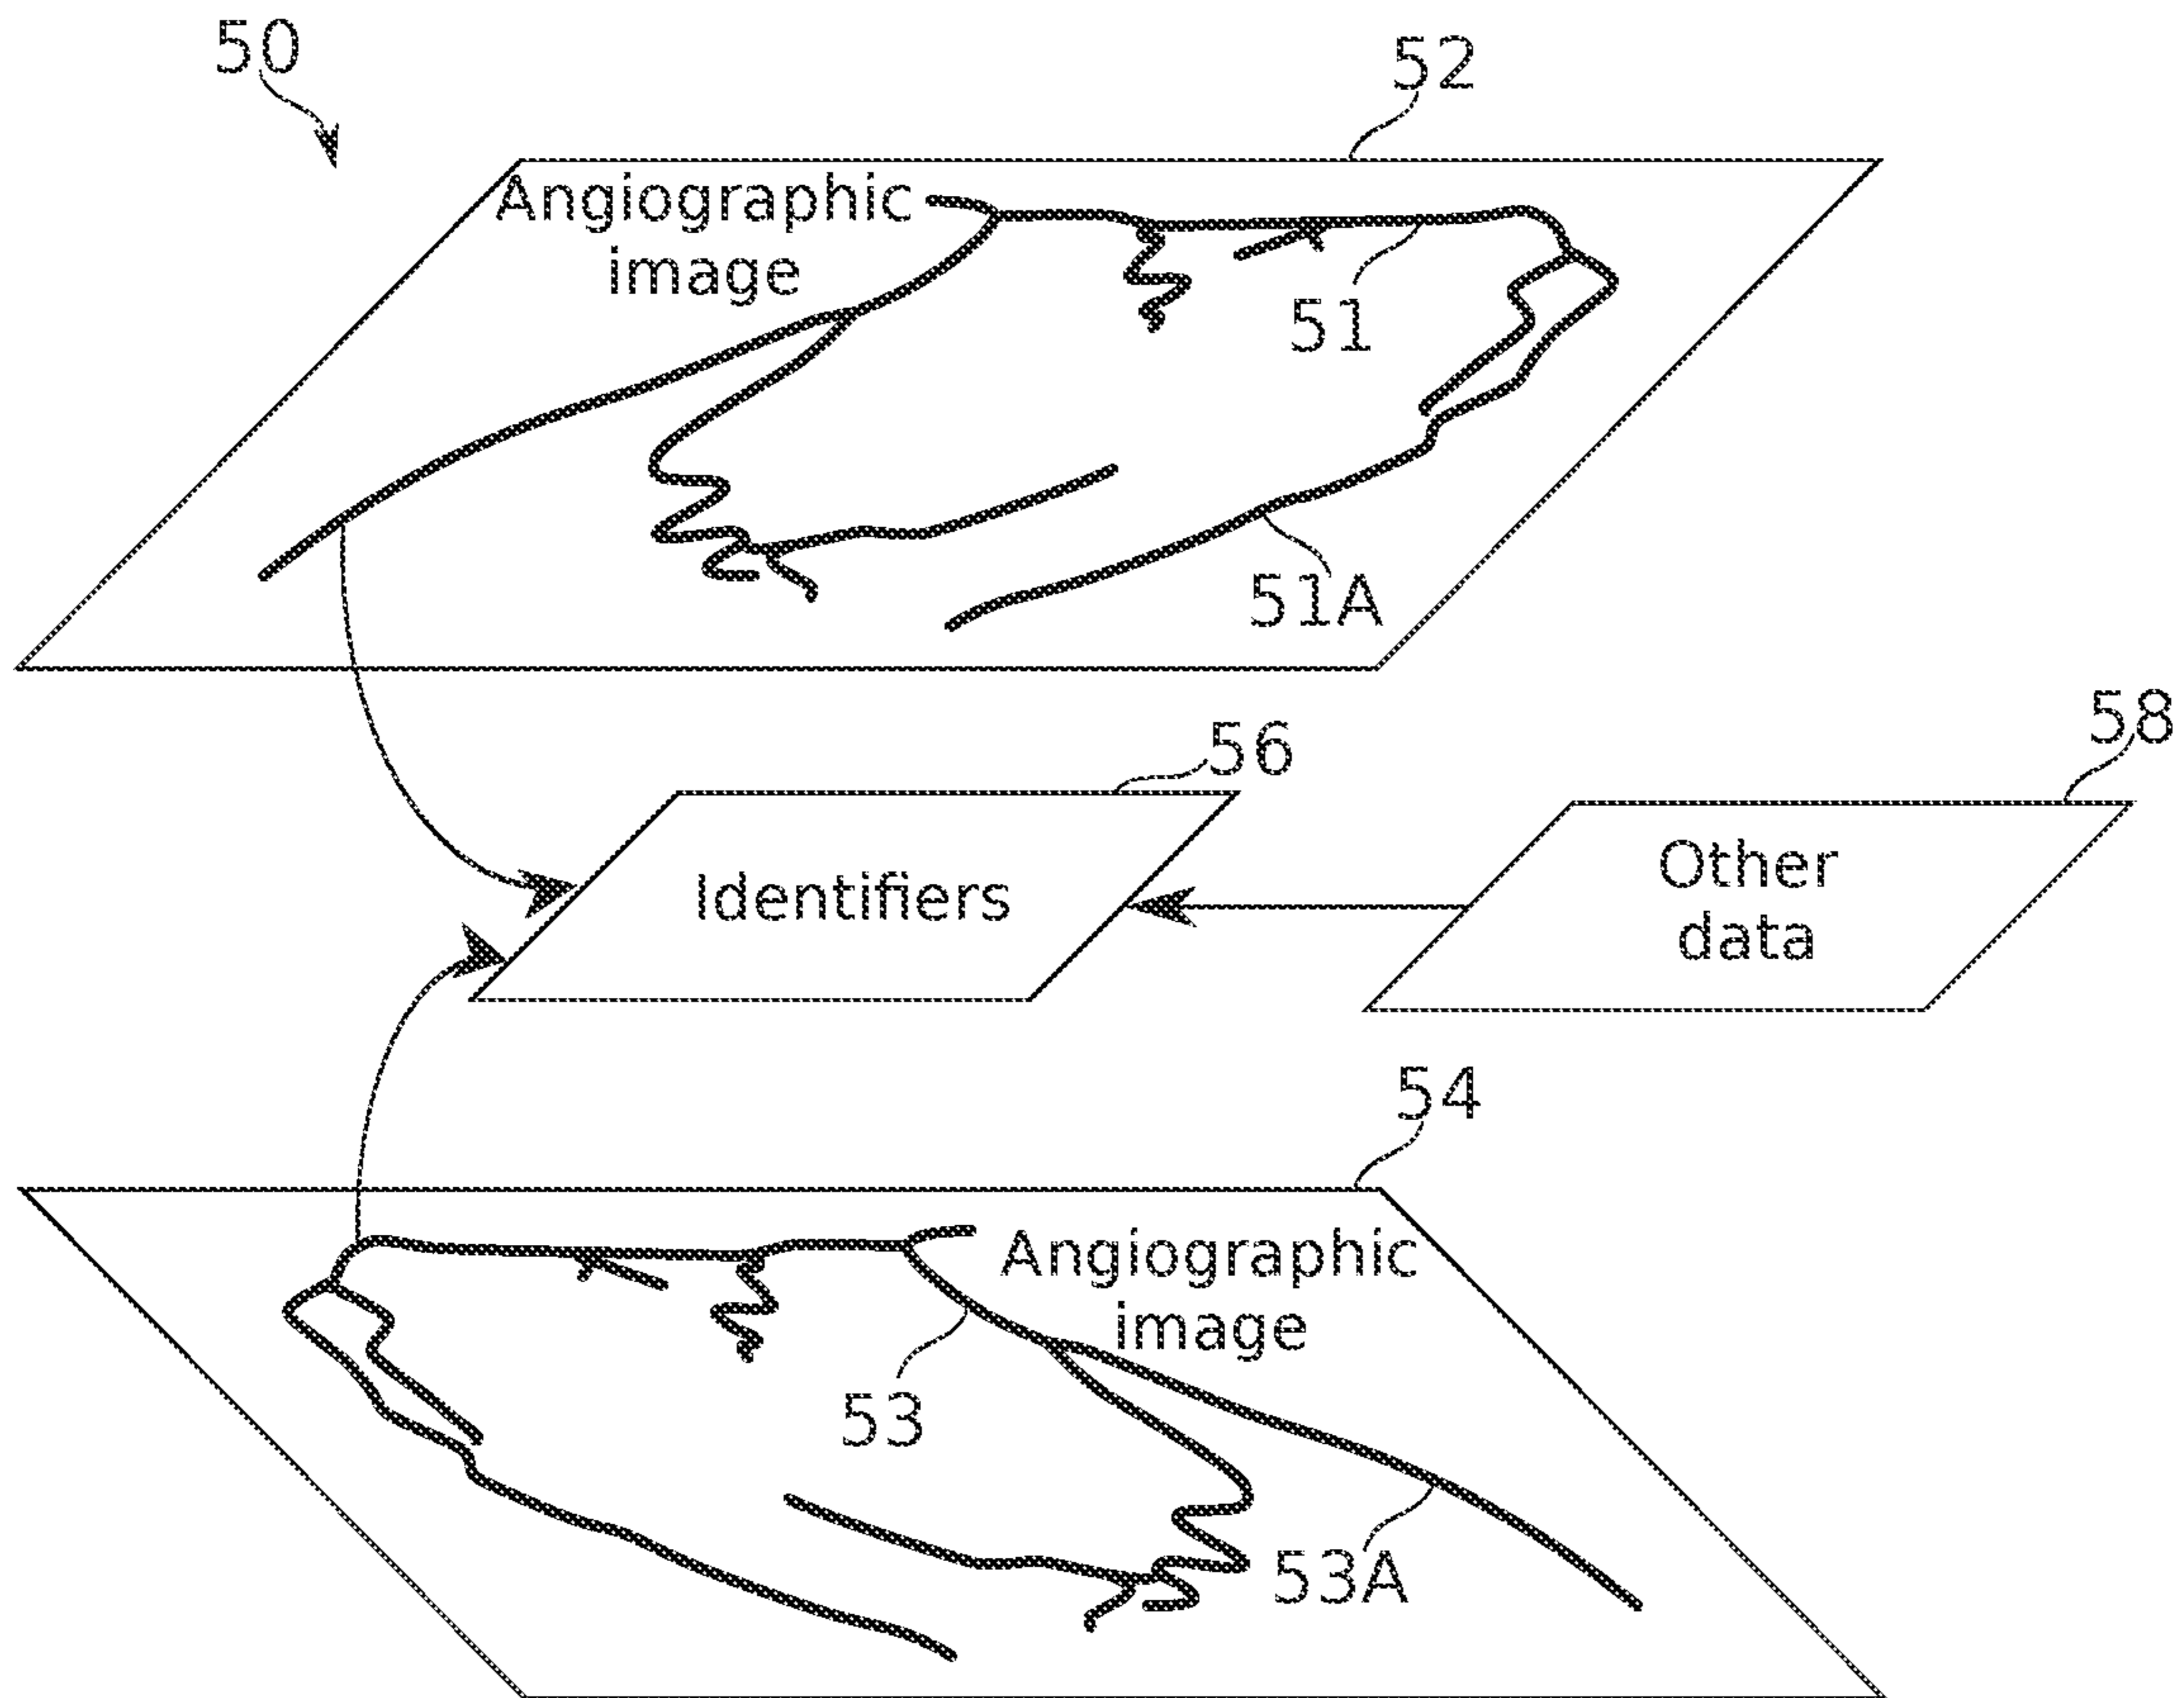 50
52
Angiographic
image
51
51A
56
58
Identifiers
Other
data
54
Angiographic
image
53
53A